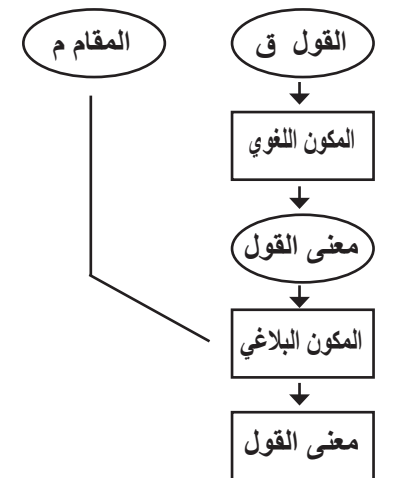 القول ق
المقام م
المكون اللغوي
معنى القول
المكون البلاغي
معنى القول